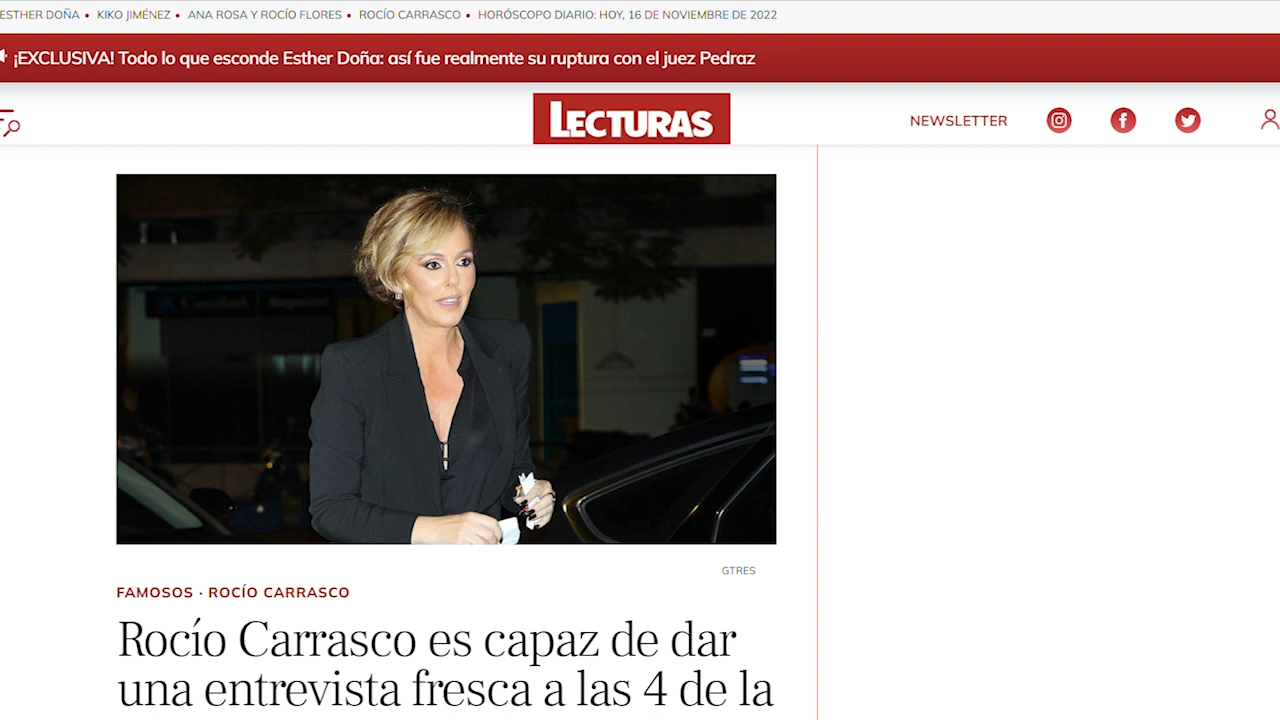 ESTHER DOÑA • KIKO JIMÉNEZ • ANA ROSA Y ROCÍO FLORES • ROCÍO CARRASCO • HORÓSCOPO DIARIO: HOY, 16 DE NOVIEMBRE DE 2022
¡EXCLUSIVA! Todo lo que esconde Esther Doña: así fue realmente su ruptura con el juez Pedraz
LECTURAS
NEWSLETTER
GTRES
FAMOSOS · ROCÍO CARRASCO
Rocío Carrasco es capaz de dar
una entrevista fresca a las 4 de la